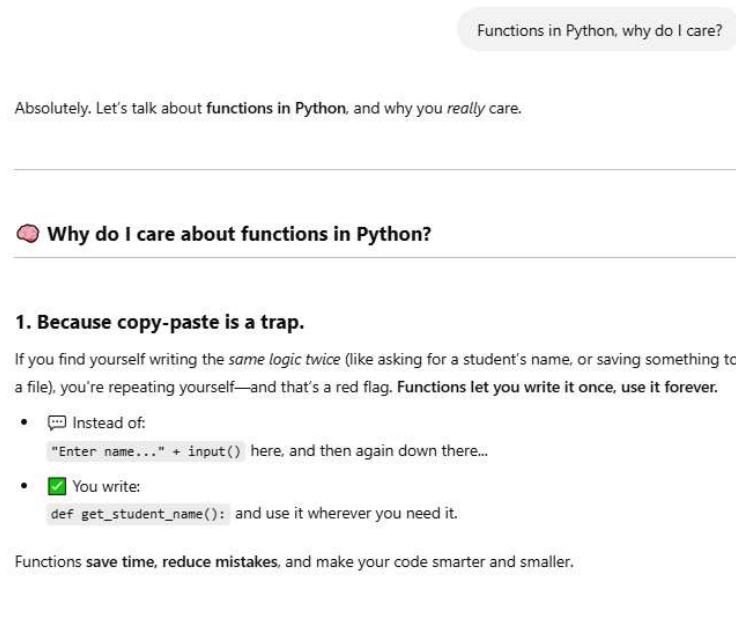 Functions in Python, why do I care?
Absolutely. Let's talk about functions in Python, and why you really care.
🧠 Why do I care about functions in Python?
1. Because copy-paste is a trap.
If you find yourself writing the same logic twice (like asking for a student's name, or saving something to
a file), you're repeating yourself—and that's a red flag. Functions let you write it once, use it forever.
• 💬 Instead of:
"Enter name..." + input() here, and then again down there...
• ✅ You write:
def get_student_name(): and use it wherever you need it.
Functions save time, reduce mistakes, and make your code smarter and smaller.